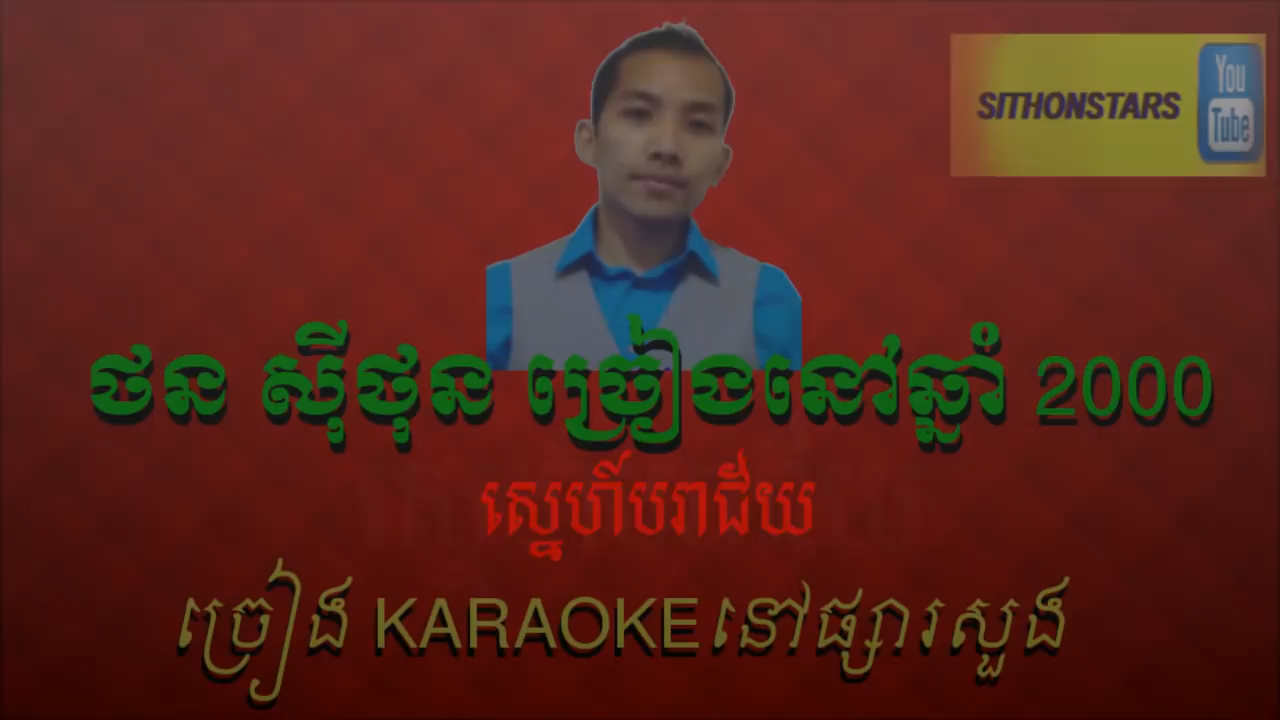 SITHONSTARS
You
Tube
ថន ស៊ីថុន ច្រៀងនៅឆ្នាំ 2000
ស្នេហ៍បរាជ័យ
ច្រៀង KARAOKE នៅផ្សារសួង